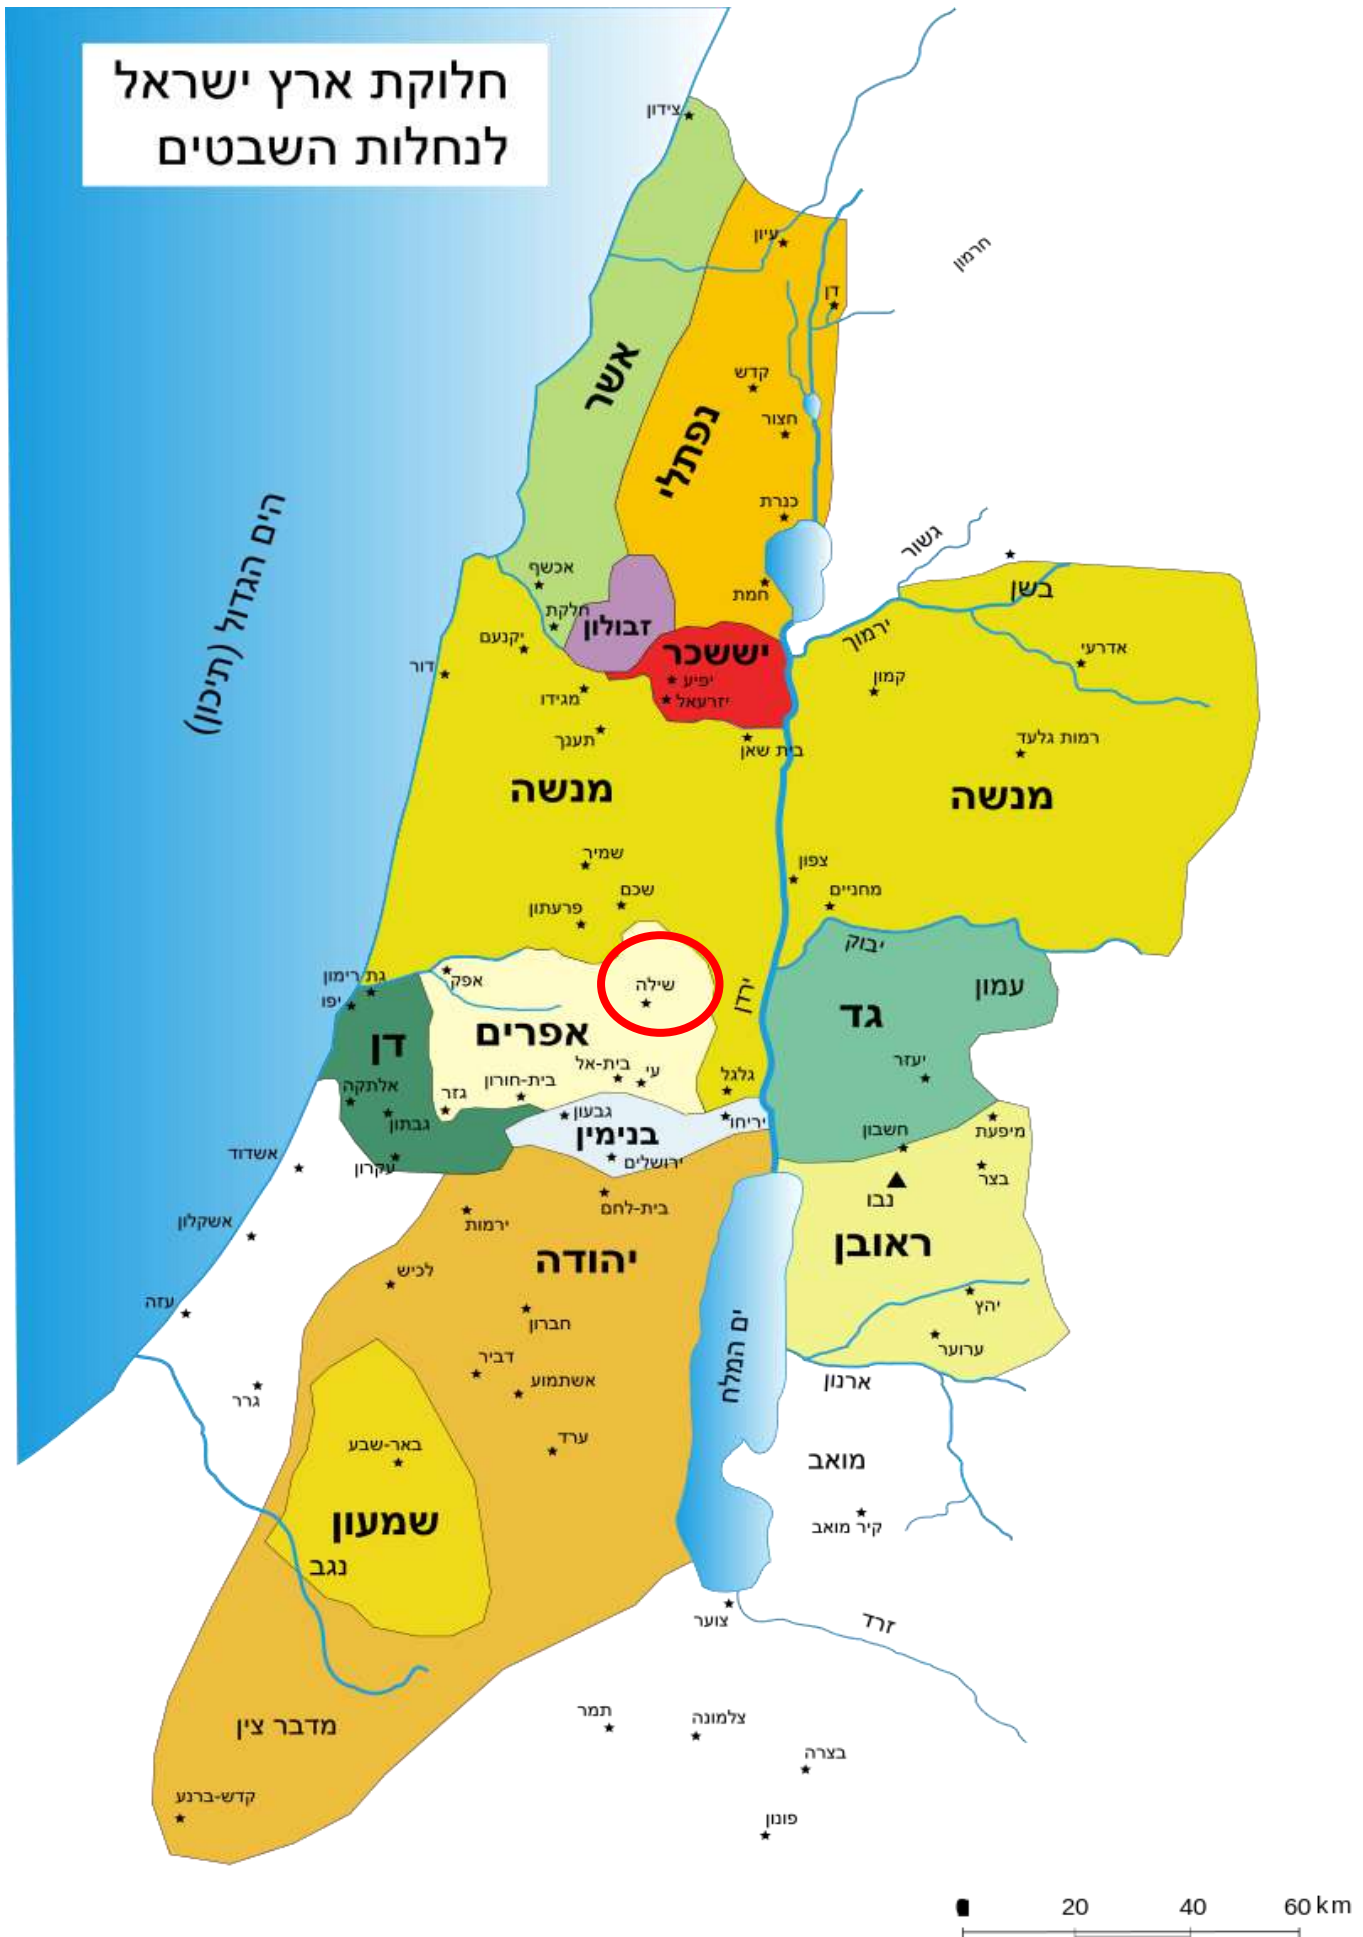 חלוקת ארץ ישראל
לנחלות השבטים
צידון
עיון
חרמון
דן
אשר
קדש
נפתלי
חצור
כנרת
הים הגדול (תיכון)
גשור
אכשף
חמת
בשן
חלקת
זבולון
יקנעם
ירמוך
יששכר
אדרעי
דור
יפיע
קמון
מגידו
יזרעאל
תענך
בית שאן
רמות גלעד
מנשה
מנשה
שמיר
צפון
שכם
מחניים
פרעתון
יבוק
גת רימון
אפק
שילה
ירדן
עמון
יפו
גד
דן
אפרים
בית-אל
עי
יעזר
אלתקה
גזר
בית-חורון
גלגל
גבתון
גבעון
יריחו
חשבון
מיפעת
בנימין
אשדוד
עקרון
ירושלים
בצר
נבו
בית-לחם
אשקלון
ירמות
ראובן
יהודה
לכיש
עזה
יהץ
חברון
ים המלח
ערוער
דביר
אשתמוע
ארנון
גרר
ערד
באר-שבע
מואב
שמעון
קיר מואב
נגב
צוער
זרד
תמר
צלמונה
מדבר צין
בצרה
קדש-ברנע
פונון
20
40
60 km